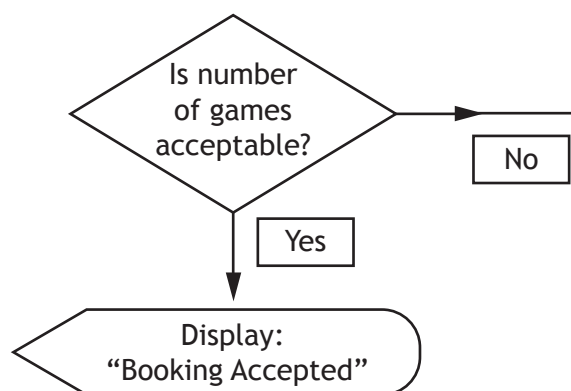 Is number
of games
acceptable?
No
Yes
Display:
“Booking Accepted”